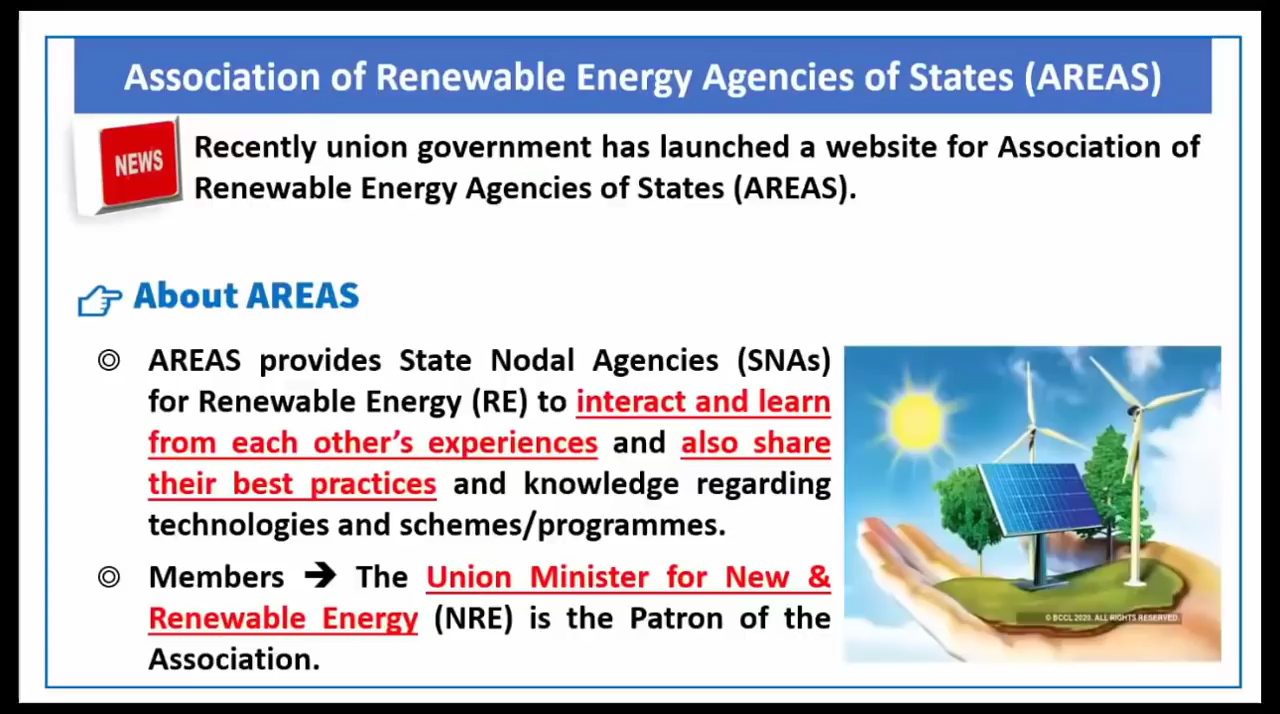 Association of Renewable Energy Agencies of States (AREAS)
NEWS
Recently union government has launched a website for Association of
Renewable Energy Agencies of States (AREAS).
About AREAS
◎ AREAS provides State Nodal Agencies (SNAs)
for Renewable Energy (RE) to interact and learn
from each other’s experiences and also share
their best practices and knowledge regarding
technologies and schemes/programmes.
◎ Members ➔ The Union Minister for New &
Renewable Energy (NRE) is the Patron of the
Association.
© BCCL 2020. ALL RIGHTS RESERVED.